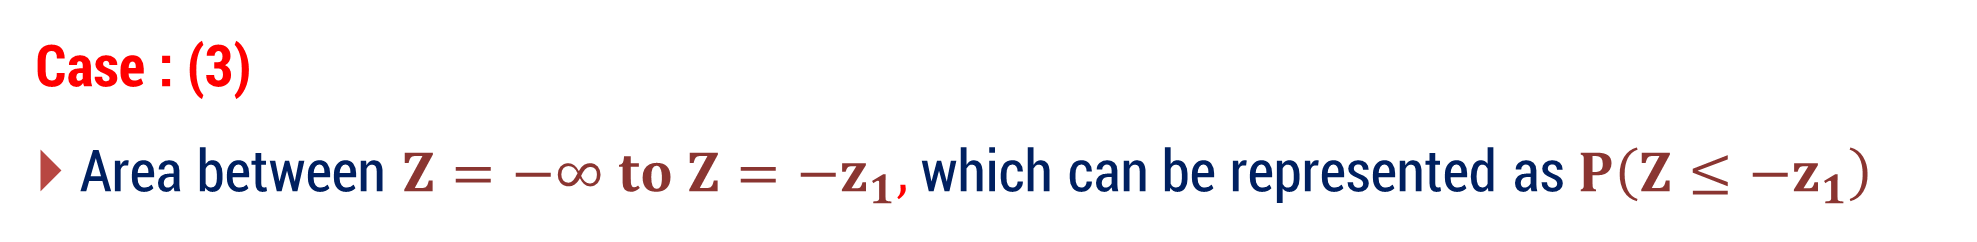 Case : (3)
Area between Z = −∞ to Z = −z₁, which can be represented as P(Z ≤ −z₁)